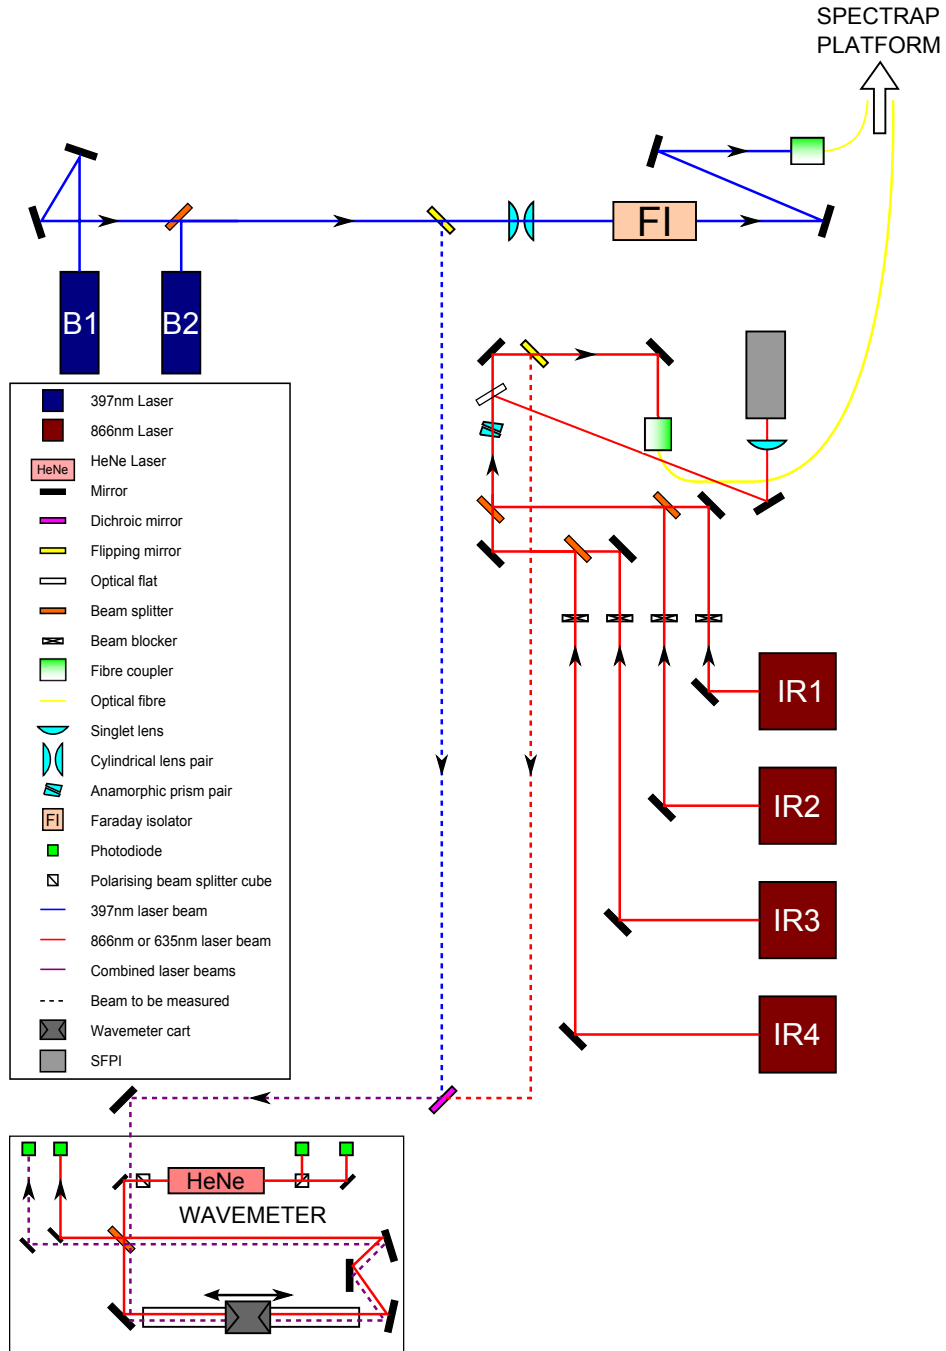 SPECTRAP
PLATFORM
FI
B1
B2
397nm Laser
866nm Laser
HeNe
HeNe Laser
Mirror
Dichroic mirror
Flipping mirror
Optical flat
Beam splitter
Beam blocker
Fibre coupler
Optical fibre
Singlet lens
Cylindrical lens pair
Anamorphic prism pair
FI
Faraday isolator
Photodiode
Polarising beam splitter cube
397nm laser beam
866nm or 635nm laser beam
Combined laser beams
Beam to be measured
Wavemeter cart
SFPI
IR1
IR2
IR3
IR4
HeNe
WAVEMETER